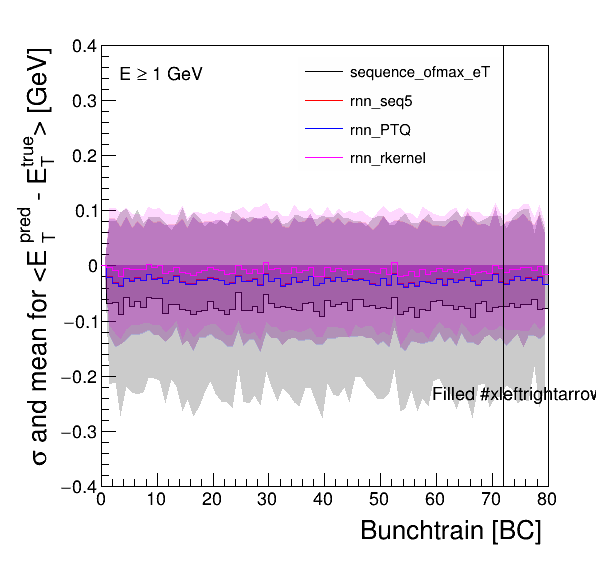 E ≥ 1 GeV
sequence_ofmax_eT
rnn_seq5
rnn_PTQ
rnn_rkernel
σ and mean for <E_T^pred - E_T^true> [GeV]
0.4
0.3
0.2
0.1
0
−0.1
−0.2
−0.3
−0.4
Filled #xleftrightarrow
0 10 20 30 40 50 60 70 80
Bunchtrain [BC]